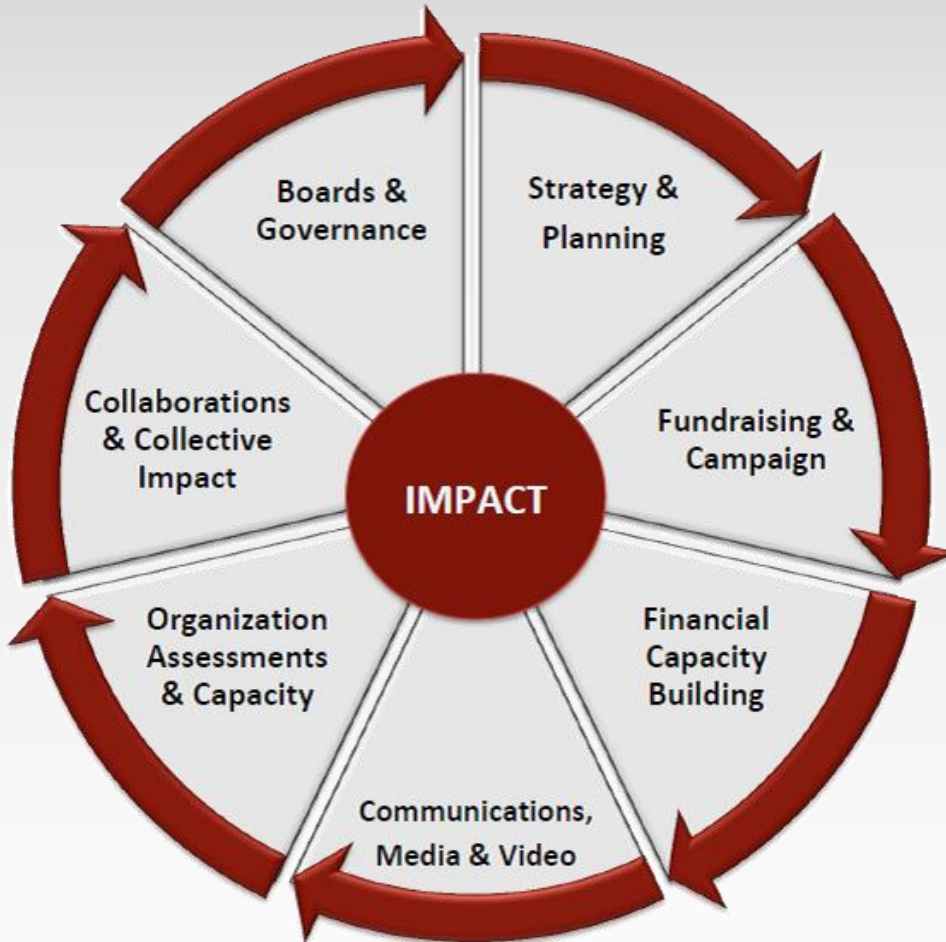 Boards &
Governance
Strategy &
Planning
Collaborations
& Collective
Impact
Fundraising &
Campaign
IMPACT
Organization
Assessments
& Capacity
Financial
Capacity
Building
Communications,
Media & Video